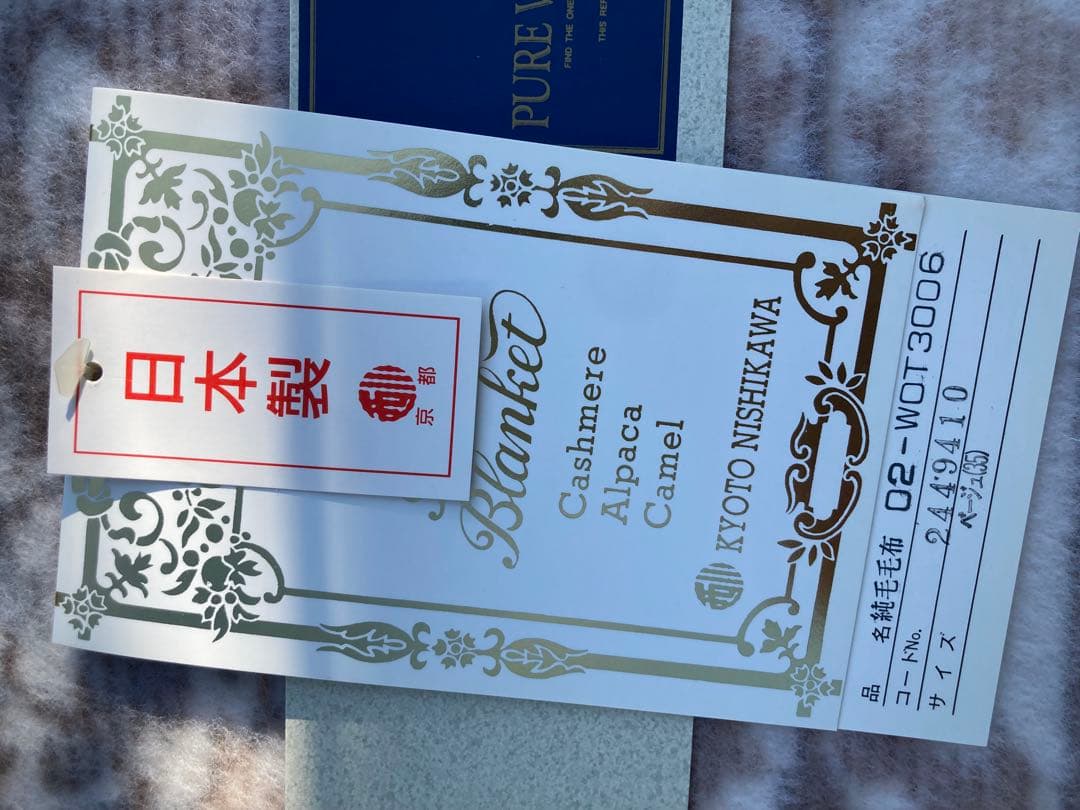 PURE
FIND THE ONE
THIS REF
日本製
京都
Blanket
Cashmere
Alpaca
Camel
KYOTO NISHIKAWA
品 名 純毛毛布
コードNo. 02-WOT3006
サイズ 2449410
ベージュ(35)